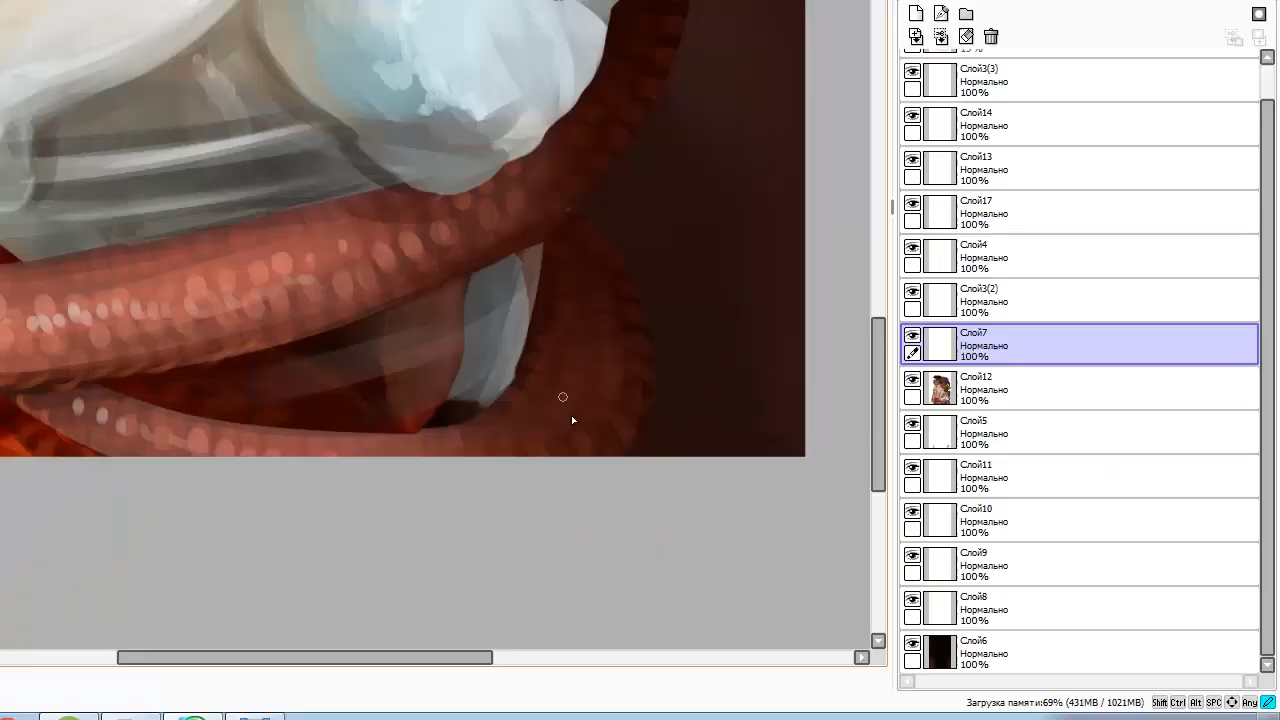 Слой3(3)
Нормально
100%
Слой14
Нормально
100%
Слой13
Нормально
100%
Слой17
Нормально
100%
Слой4
Нормально
100%
Слой3(2)
Нормально
100%
Слой7
Нормально
100%
Слой12
Нормально
100%
Слой5
Нормально
100%
Слой11
Нормально
100%
Слой10
Нормально
100%
Слой9
Нормально
100%
Слой8
Нормально
100%
Слой6
Нормально
100%
Загрузка памяти:69% (431MB / 1021MB) Shift Ctrl Alt SPC Any